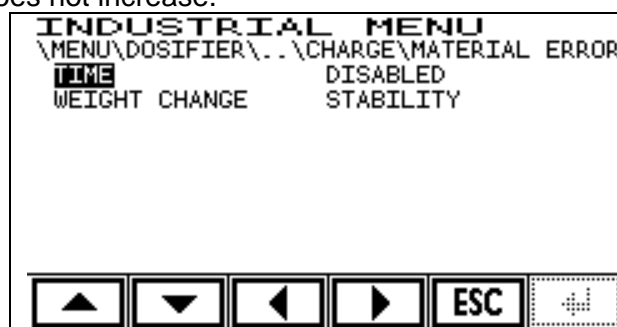 oes not increase.
INDUSTRIAL MENU
\MENU\DOSIFIER\..\CHARGE\MATERIAL ERROR
TIME DISABLED
WEIGHT CHANGE STABILITY
ESC